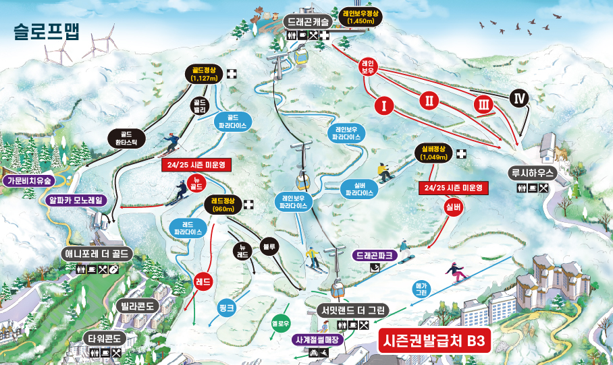 슬로프맵
드래곤캐슬
레인보우정상
(1,450m)
골드정상
(1,127m)
레인
보우
I
II
III
IV
골드
밸리
골드
파라다이스
골드
환타스틱
레인보우
파라다이스
실버정상
(1,049m)
24/25 시즌 미운영
24/25 시즌 미운영
루시하우스
가문비치유숲
알파카 모노레일
뉴
골드
레드정상
(960m)
레인보우
파라다이스
실버
파라다이스
실버
레드
파라다이스
뉴
레드
블루
드래곤파크
애니포레 더 골드
레드
핑크
메가
그린
빌라콘도
옐로우
서밋랜드 더 그린
타워콘도
사계절썰매장
시즌권발급처 B3